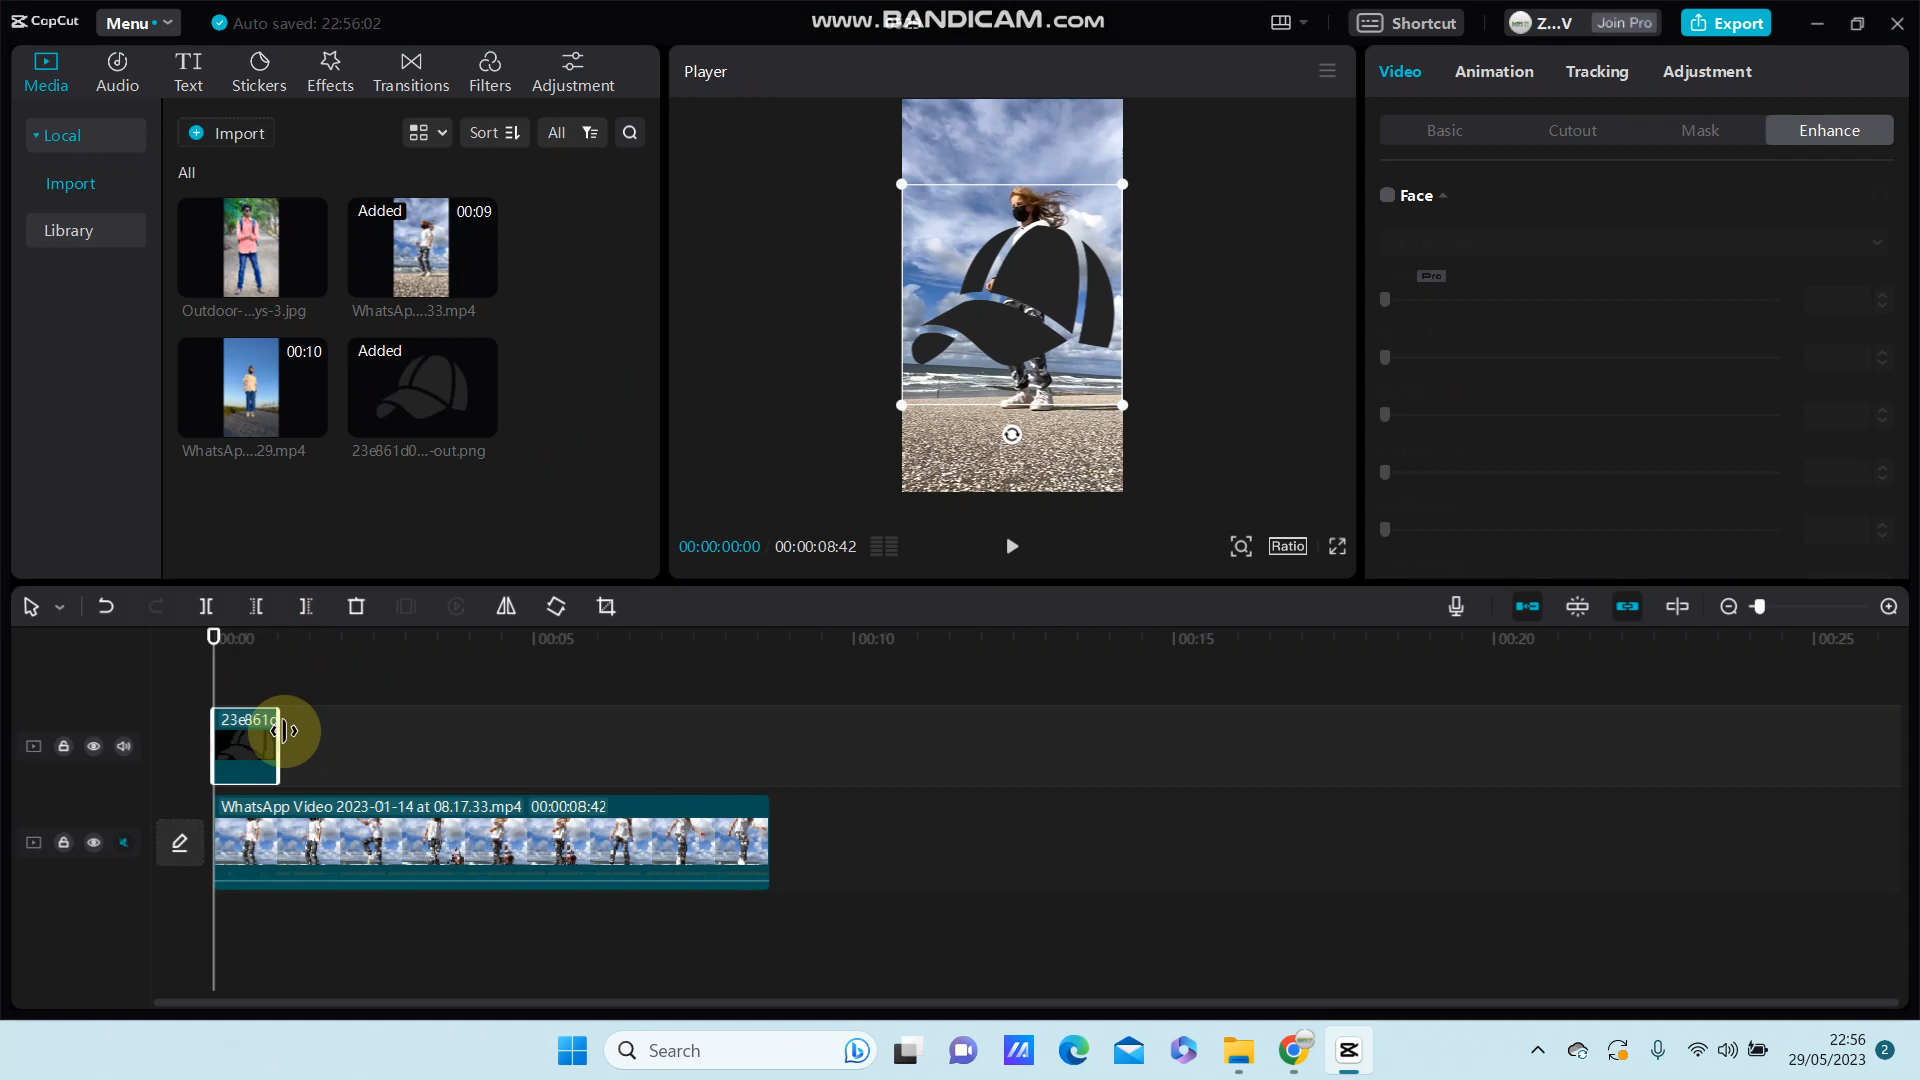 CapCut
Menu
Auto saved: 22:56:02
www.BANDICAM.com
Shortcut
Z...V
Join Pro
Export
Media
Audio
Text
Stickers
Effects
Transitions
Filters
Adjustment
Player
Video
Animation
Tracking
Adjustment
Local
Import
Library
Import
Sort
All
All
Outdoor-...ys-3.jpg
Added
00:09
WhatsAp....33.mp4
00:10
WhatsAp....29.mp4
Added
23e861d0...-out.png
Basic
Cutout
Mask
Enhance
Face
Pro
00:00:00:00
00:00:08:42
Ratio
00:00
00:05
00:10
00:15
00:20
00:25
23e861d
WhatsApp Video 2023-01-14 at 08.17.33.mp4 00:00:08:42
Search
22:56
29/05/2023
2